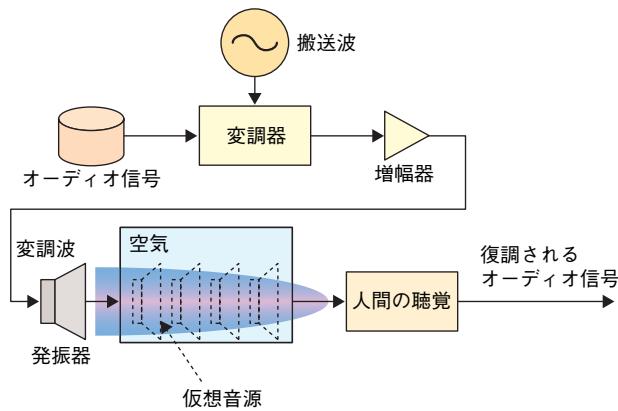 搬送波
変調器
増幅器
オーディオ信号
変調波
空気
発振器
仮想音源
人間の聴覚
復調される
オーディオ信号